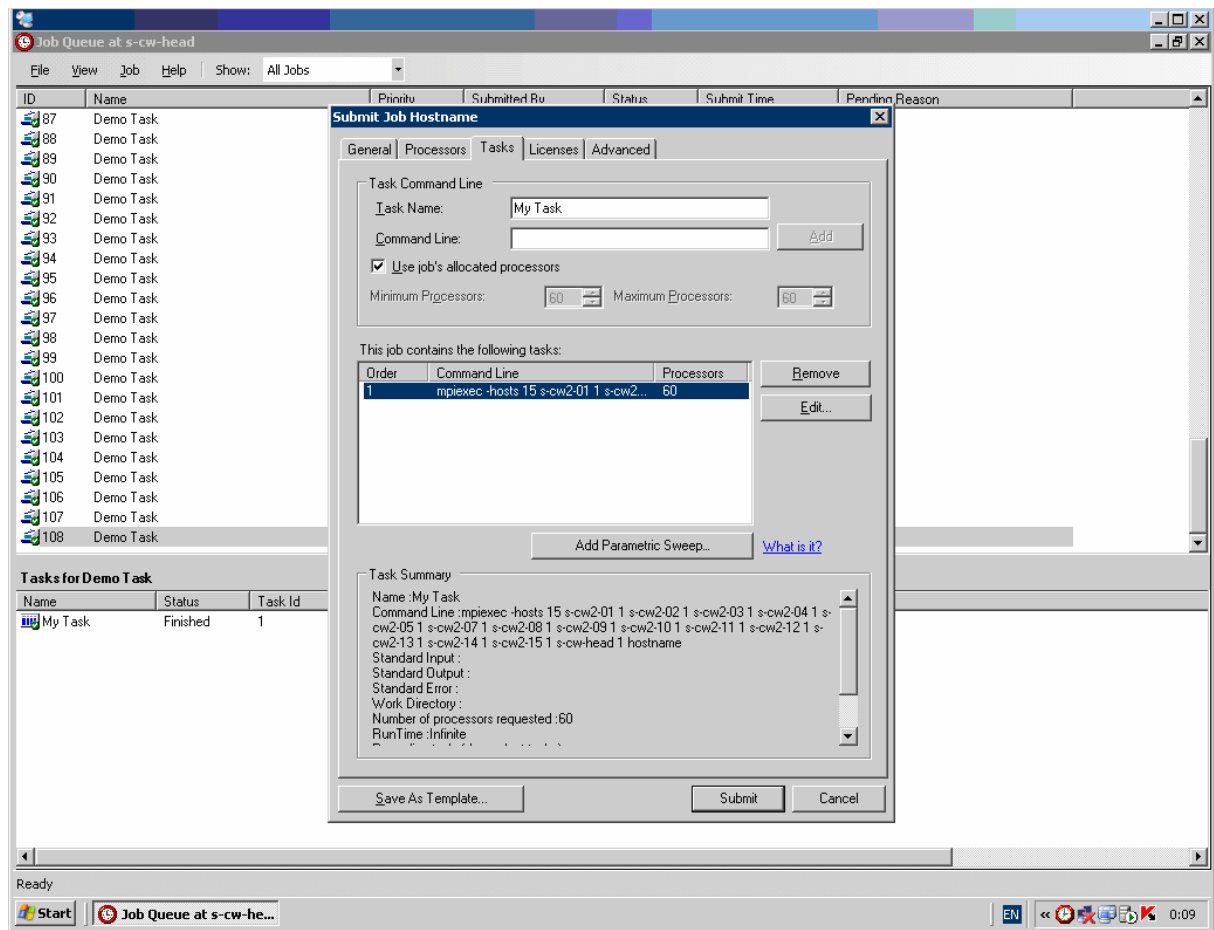 Job Queue at s-cw-head
File View Job Help Show: All Jobs
ID Name Priority Submitted By Status Submit Time Pending Reason
87 Demo Task
88 Demo Task
89 Demo Task
90 Demo Task
91 Demo Task
92 Demo Task
93 Demo Task
94 Demo Task
95 Demo Task
96 Demo Task
97 Demo Task
98 Demo Task
99 Demo Task
100 Demo Task
101 Demo Task
102 Demo Task
103 Demo Task
104 Demo Task
105 Demo Task
106 Demo Task
107 Demo Task
108 Demo Task
Tasks for Demo Task
Name Status Task Id
My Task Finished 1
Submit Job Hostname
General Processors Tasks Licenses Advanced
Task Command Line
Task Name: My Task
Command Line: Add
Use job's allocated processors
Minimum Processors: 60 Maximum Processors: 60
This job contains the following tasks:
Order Command Line Processors
1 mpiexec -hosts 15 s-cw2-01 1 s-cw2... 60
Remove
Edit...
Add Parametric Sweep... What is it?
Task Summary
Name :My Task
Command Line :mpiexec -hosts 15 s-cw2-01 1 s-cw2-02 1 s-cw2-03 1 s-cw2-04 1 s-
cw2-05 1 s-cw2-07 1 s-cw2-08 1 s-cw2-09 1 s-cw2-10 1 s-cw2-11 1 s-cw2-12 1 s-
cw2-13 1 s-cw2-14 1 s-cw2-15 1 s-cw-head 1 hostname
Standard Input :
Standard Output :
Standard Error :
Work Directory :
Number of processors requested :60
RunTime :Infinite
Save As Template... Submit Cancel
Ready
Start Job Queue at s-cw-he... EN « 0:09